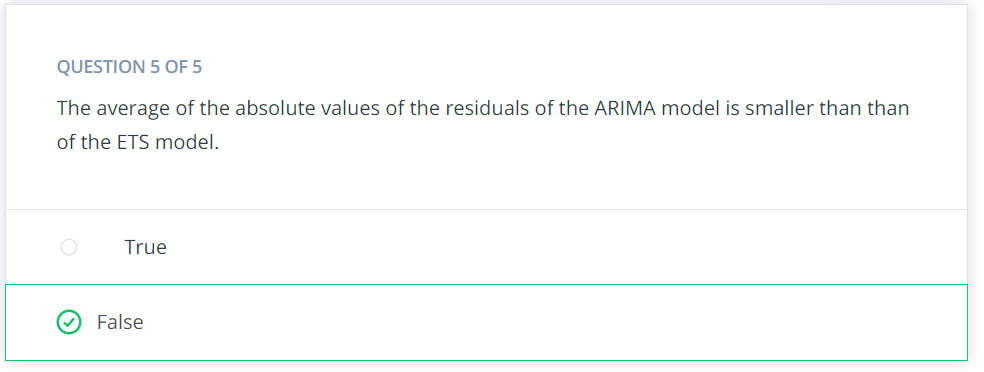 QUESTION 5 OF 5
The average of the absolute values of the residuals of the ARIMA model is smaller than than
of the ETS model.
True
False